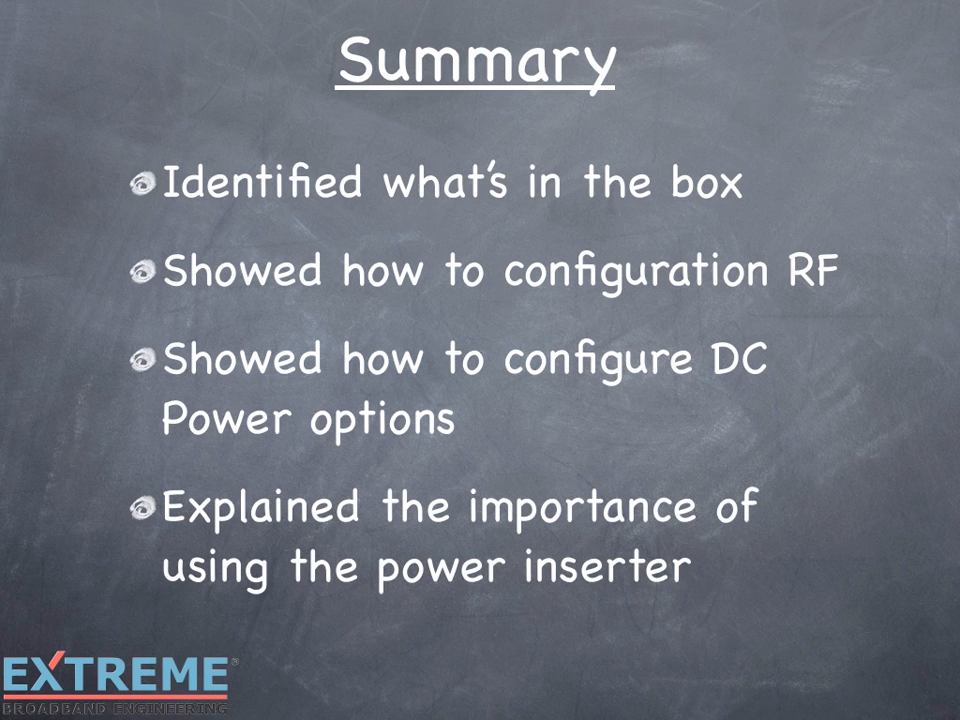 Summary
Identified what's in the box
Showed how to configuration RF
Showed how to configure DC
Power options
Explained the importance of
using the power inserter
EXTREME®
BROADBAND ENGINEERING